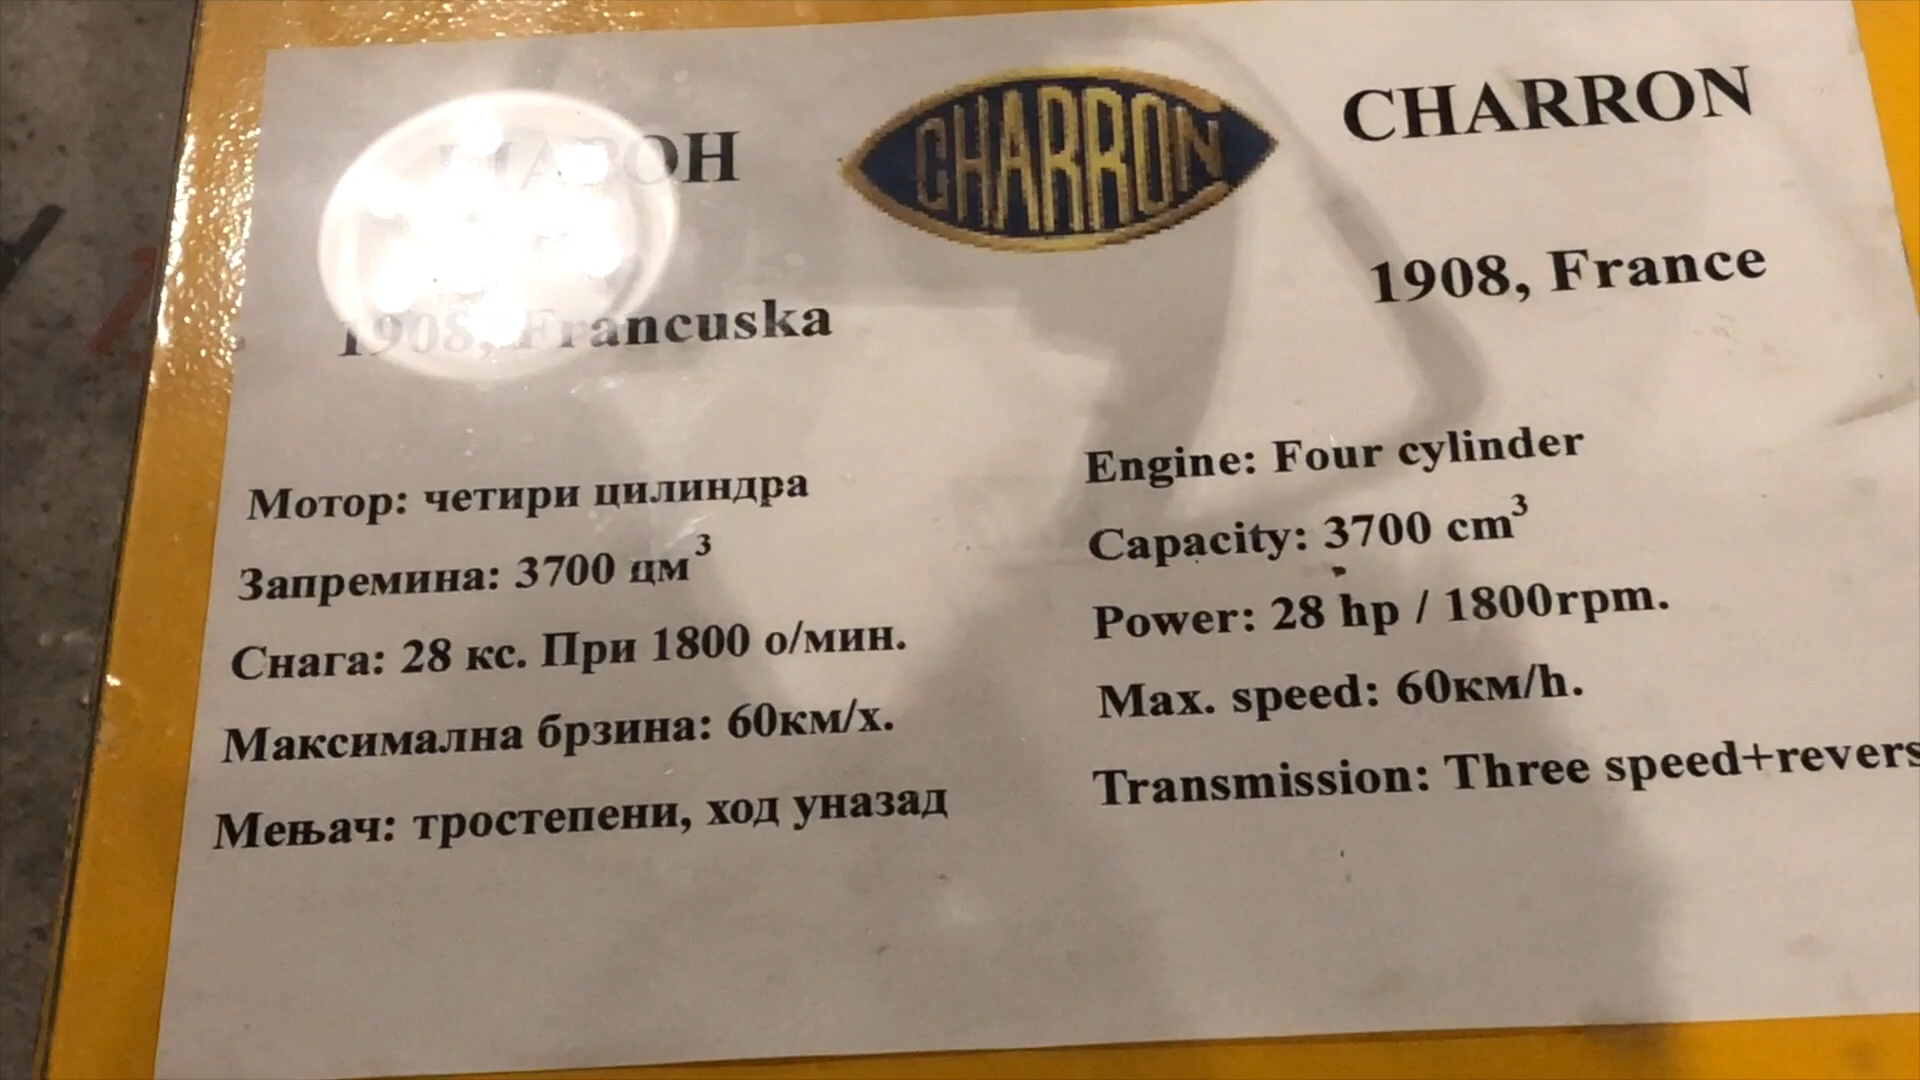 CHARRON
CHARRON
1908, Francuska
1908, France
Мотор: четири цилиндра
Запремина: 3700 цм³
Снага: 28 кс. При 1800 о/мин.
Максимална брзина: 60км/х.
Мењач: тростепени, ход уназад
Engine: Four cylinder
Capacity: 3700 cm³
Power: 28 hp / 1800rpm.
Max. speed: 60км/h.
Transmission: Three speed+revers